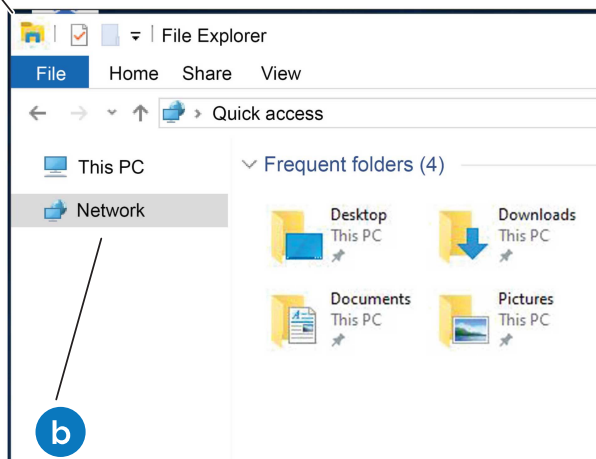 File Explorer
File Home Share View
Quick access
This PC
Frequent folders (4)
Network
Desktop
This PC
Downloads
This PC
Documents
This PC
Pictures
This PC
b